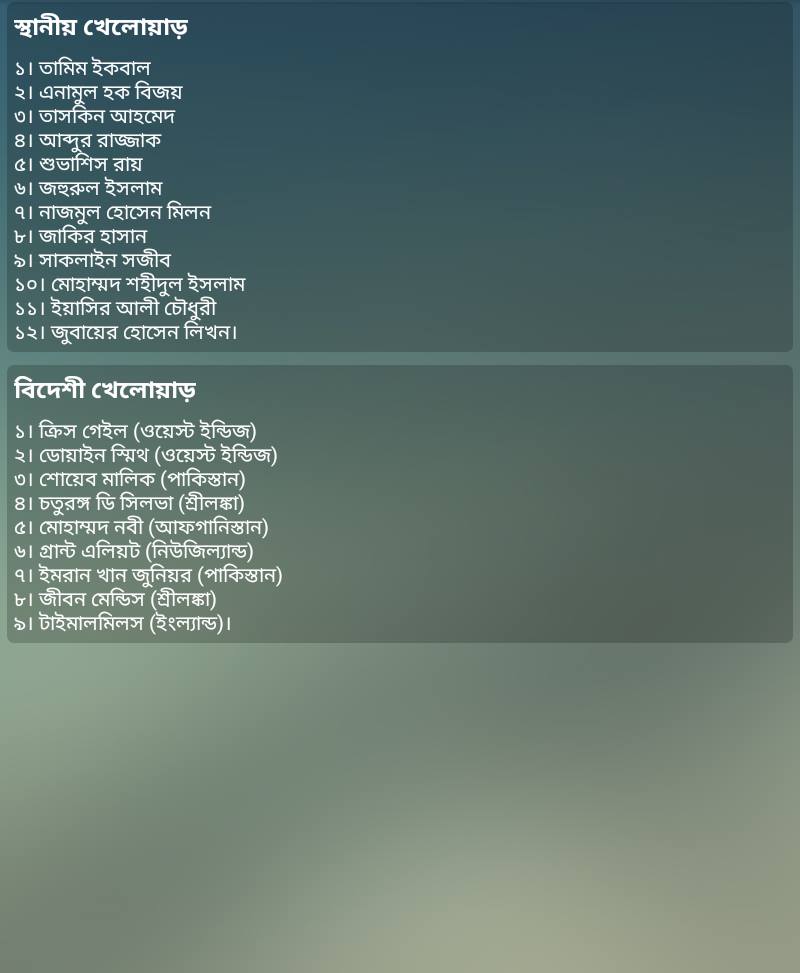 স্থানীয় খেলোয়াড়
১। তামিম ইকবাল
২। এনামুল হক বিজয়
৩। তাসকিন আহমেদ
৪। আব্দুর রাজ্জাক
৫। শুভাশিস রায়
৬। জহুরুল ইসলাম
৭। নাজমুল হোসেন মিলন
৮। জাকির হাসান
৯। সাকলাইন সজীব
১০। মোহাম্মদ শহীদুল ইসলাম
১১। ইয়াসির আলী চৌধুরী
১২। জুবায়ের হোসেন লিখন।
বিদেশী খেলোয়াড়
১। ক্রিস গেইল (ওয়েস্ট ইন্ডিজ)
২। ডোয়াইন স্মিথ (ওয়েস্ট ইন্ডিজ)
৩। শোয়েব মালিক (পাকিস্তান)
৪। চতুরঙ্গ ডি সিলভা (শ্রীলঙ্কা)
৫। মোহাম্মদ নবী (আফগানিস্তান)
৬। গ্রান্ট এলিয়ট (নিউজিল্যান্ড)
৭। ইমরান খান জুনিয়র (পাকিস্তান)
৮। জীবন মেন্ডিস (শ্রীলঙ্কা)
৯। টাইমালমিলস (ইংল্যান্ড)।